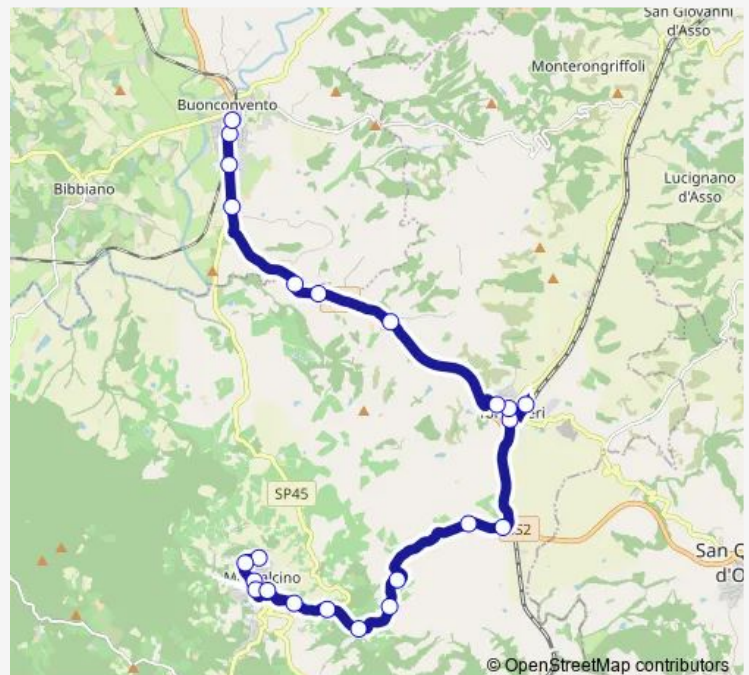 San Giovanni
d'Asso
Monterongriffoli
Buonconvento
Lucignano
d'Asso
Bibbiano
SP45
San Q
d'O
© OpenStreetMap contributors